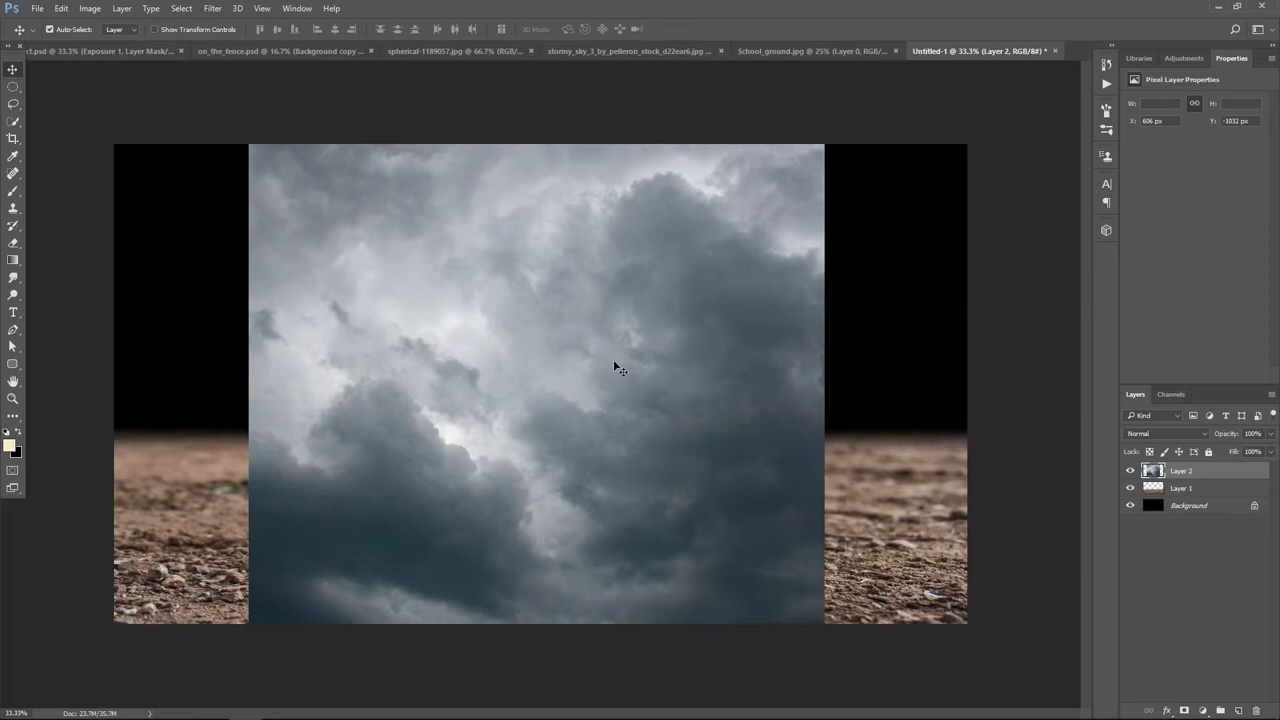 Ps File Edit Image Layer Type Select Filter 3D View Window Help
Auto-Select: Layer Show Transform Controls 3D Mode:
ct.psd @ 33.3% (Exposure 1, Layer Mask/... × on_the_fence.psd @ 16.7% (Background copy ... × spherical-1189057.jpg @ 66.7% (RGB/... × stormy_sky_3_by_pelleron_stock_d22ear6.jpg ... × School_ground.jpg @ 25% (Layer 0, RGB/... × Untitled-1 @ 33.3% (Layer 2, RGB/8#) * ×
Libraries Adjustments Properties
Pixel Layer Properties
W: H:
X: 606 px Y: -1032 px
Layers Channels
Kind
Normal Opacity: 100%
Lock: Fill: 100%
Layer 2
Layer 1
Background
33.33% Doc: 23.7M/35.7M